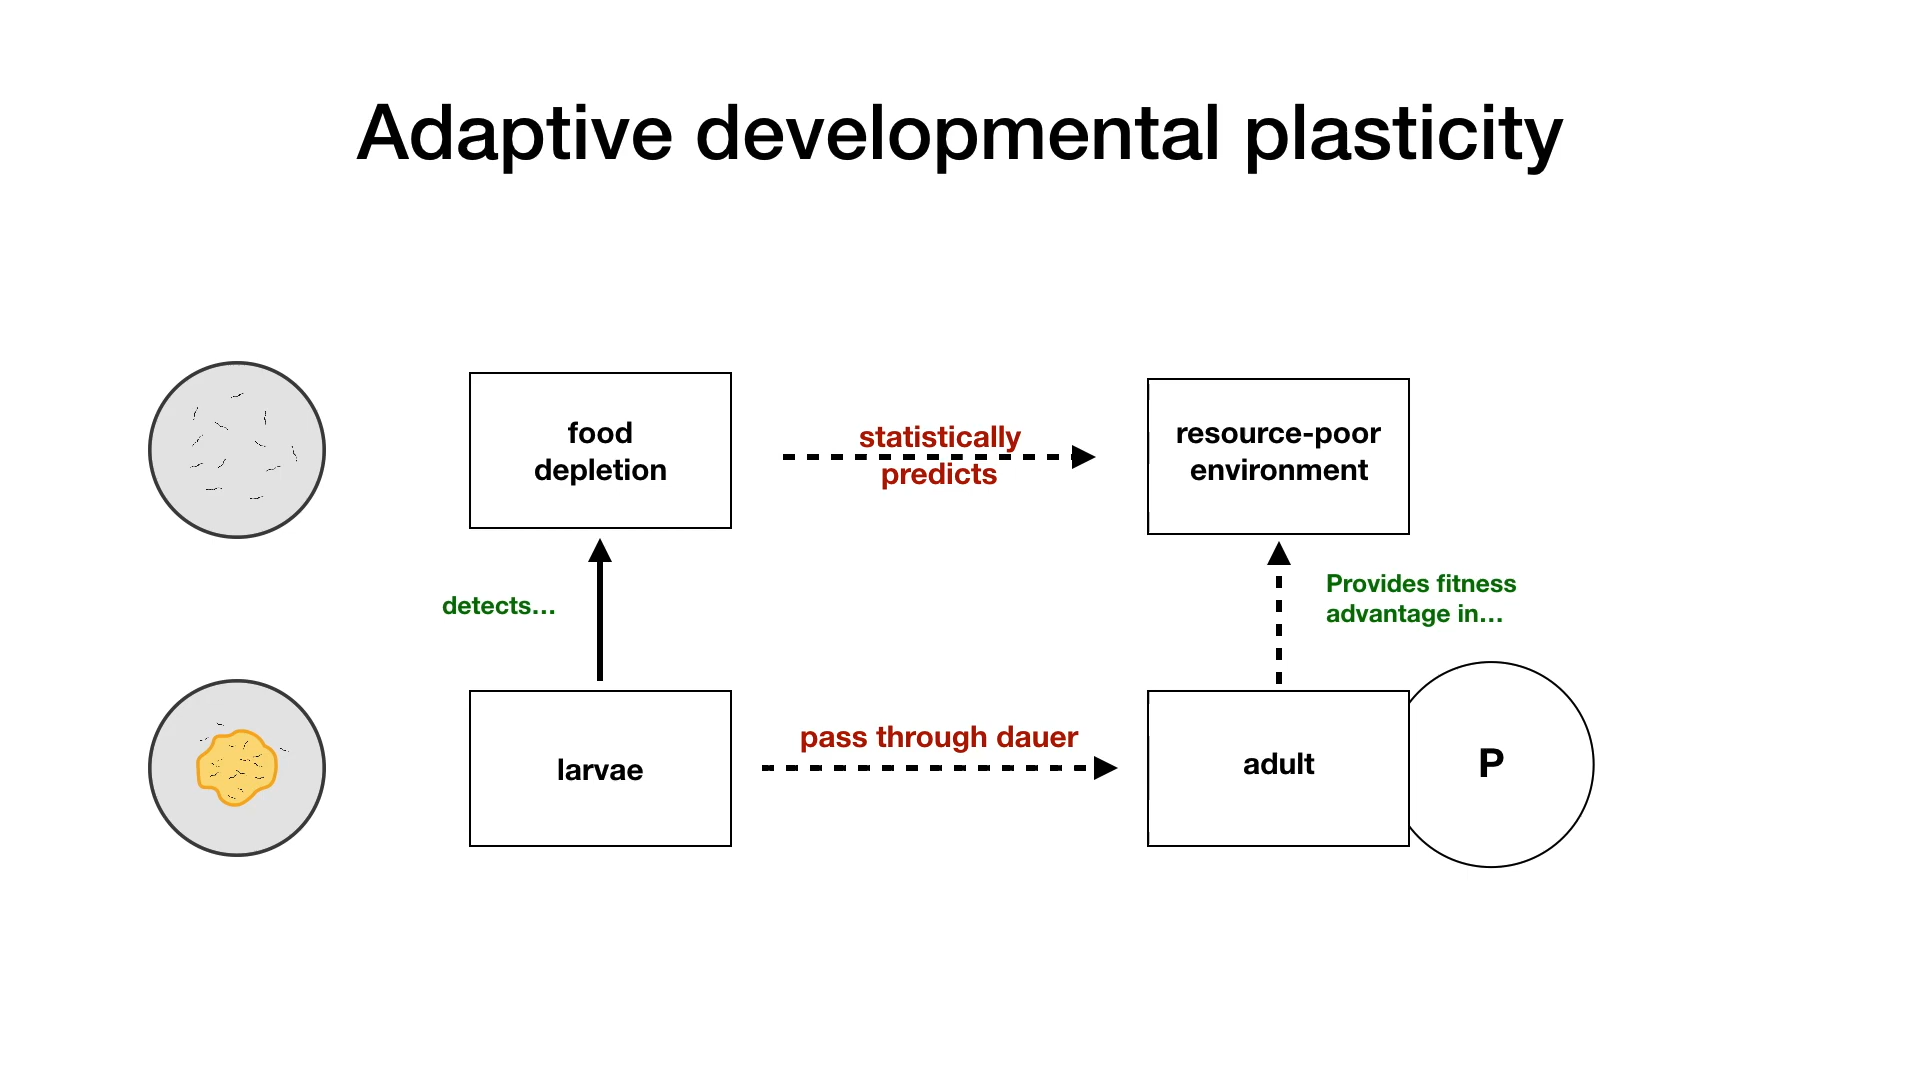 Adaptive developmental plasticity
food
depletion
statistically
predicts
resource-poor
environment
detects...
Provides fitness
advantage in...
larvae
pass through dauer
adult
P